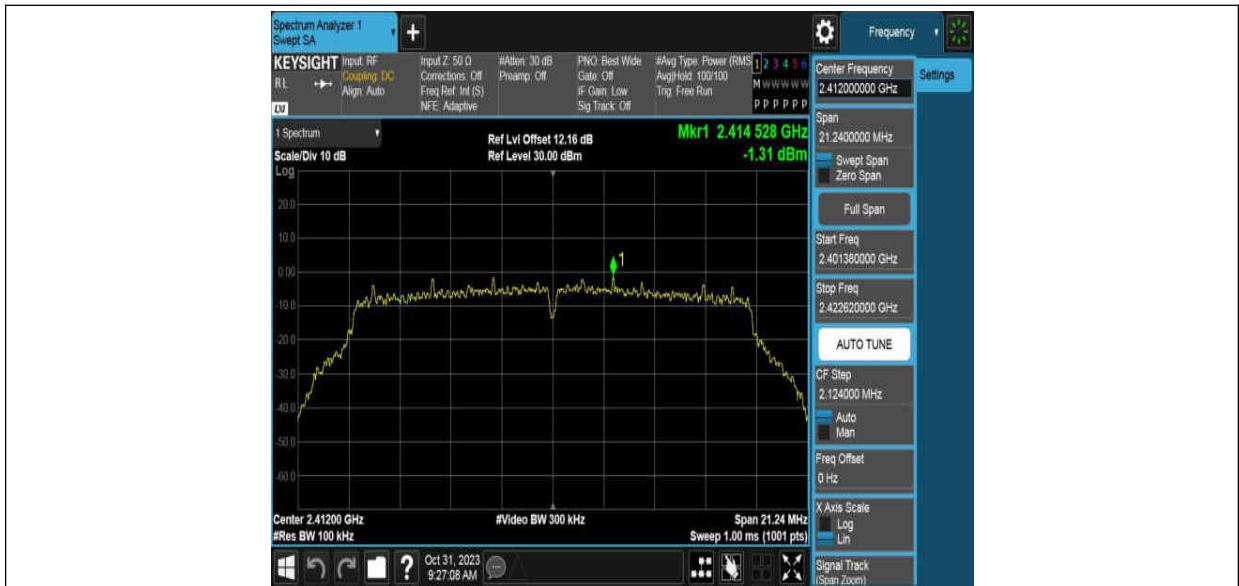 Spectrum Analyzer 1
Swept SA
+
Frequency
KEYSIGHT
RL
LXI
Input: RF
Coupling: DC
Align: Auto
Input Z: 50 Ω
Corrections: Off
Freq Ref: Int (S)
NFE: Adaptive
#Atten: 30 dB
Preamp: Off
PNO: Best Wide
Gate: Off
IF Gain: Low
Sig Track: Off
#Avg Type: Power (RMS
Avg|Hold: 100/100
Trig: Free Run
1 2 3 4 5 6
M W W W W W
P P P P P P
Center Frequency
2.412000000 GHz
Settings
Span
21.2400000 MHz
Swept Span
Zero Span
Full Span
Start Freq
2.401380000 GHz
Stop Freq
2.422620000 GHz
AUTO TUNE
CF Step
2.124000 MHz
Auto
Man
Freq Offset
0 Hz
X Axis Scale
Log
Lin
Signal Track
(Span Zoom)
1 Spectrum
Scale/Div 10 dB
Log
Ref Lvl Offset 12.16 dB
Ref Level 30.00 dBm
Mkr1 2.414 528 GHz
-1.31 dBm
20.0
10.0
0.00
-10.0
-20.0
-30.0
-40.0
-50.0
-60.0
1
Center 2.41200 GHz
#Res BW 100 kHz
#Video BW 300 kHz
Span 21.24 MHz
Sweep 1.00 ms (1001 pts)
?
Oct 31, 2023
9:27:08 AM